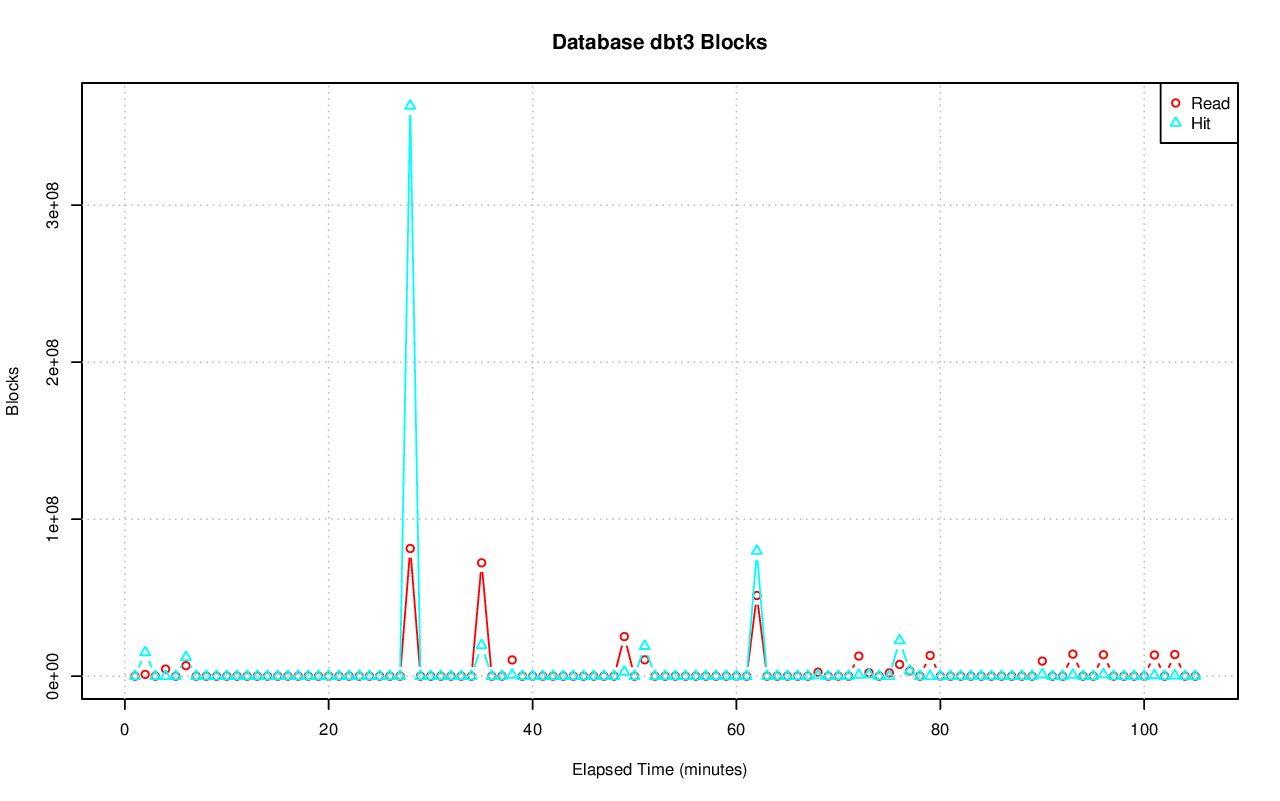 Database dbt3 Blocks
Read
Hit
Blocks
3e+08
2e+08
1e+08
0e+00
0 20 40 60 80 100
Elapsed Time (minutes)